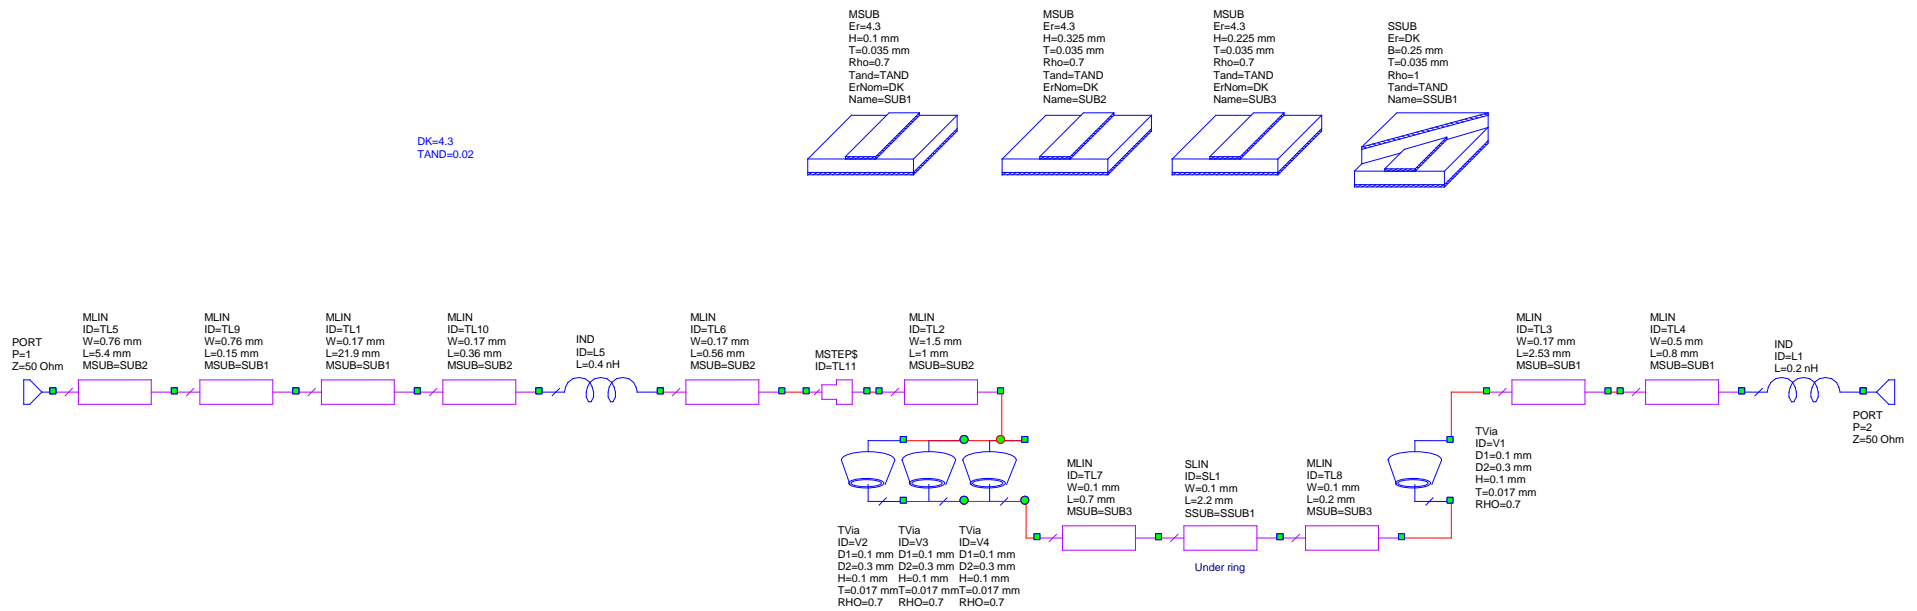 MSUB
Er=4.3
H=0.1 mm
T=0.035 mm
Rho=0.7
Tand=TAND
ErNom=DK
Name=SUB1
MSUB
Er=4.3
H=0.325 mm
T=0.035 mm
Rho=0.7
Tand=TAND
ErNom=DK
Name=SUB2
MSUB
Er=4.3
H=0.225 mm
T=0.035 mm
Rho=0.7
Tand=TAND
ErNom=DK
Name=SUB3
SSUB
Er=DK
B=0.25 mm
T=0.035 mm
Rho=1
Tand=TAND
Name=SSUB1
DK=4.3
TAND=0.02
PORT
P=1
Z=50 Ohm
MLIN
ID=TL5
W=0.76 mm
L=5.4 mm
MSUB=SUB2
MLIN
ID=TL9
W=0.76 mm
L=0.15 mm
MSUB=SUB1
MLIN
ID=TL1
W=0.17 mm
L=21.9 mm
MSUB=SUB1
MLIN
ID=TL10
W=0.17 mm
L=0.36 mm
MSUB=SUB2
IND
ID=L5
L=0.4 nH
MLIN
ID=TL6
W=0.17 mm
L=0.56 mm
MSUB=SUB2
MSTEP$
ID=TL11
MLIN
ID=TL2
W=1.5 mm
L=1 mm
MSUB=SUB2
MLIN
ID=TL3
W=0.17 mm
L=2.53 mm
MSUB=SUB1
MLIN
ID=TL4
W=0.5 mm
L=0.8 mm
MSUB=SUB1
IND
ID=L1
L=0.2 nH
PORT
P=2
Z=50 Ohm
TVia
ID=V1
D1=0.1 mm
D2=0.3 mm
H=0.1 mm
T=0.017 mm
RHO=0.7
MLIN
ID=TL7
W=0.1 mm
L=0.7 mm
MSUB=SUB3
SLIN
ID=SL1
W=0.1 mm
L=2.2 mm
SSUB=SSUB1
MLIN
ID=TL8
W=0.1 mm
L=0.2 mm
MSUB=SUB3
Under ring
TVia
ID=V2
D1=0.1 mm
D2=0.3 mm
H=0.1 mm
T=0.017 mm
RHO=0.7
TVia
ID=V3
D1=0.1 mm
D2=0.3 mm
H=0.1 mm
T=0.017 mm
RHO=0.7
TVia
ID=V4
D1=0.1 mm
D2=0.3 mm
H=0.1 mm
T=0.017 mm
RHO=0.7